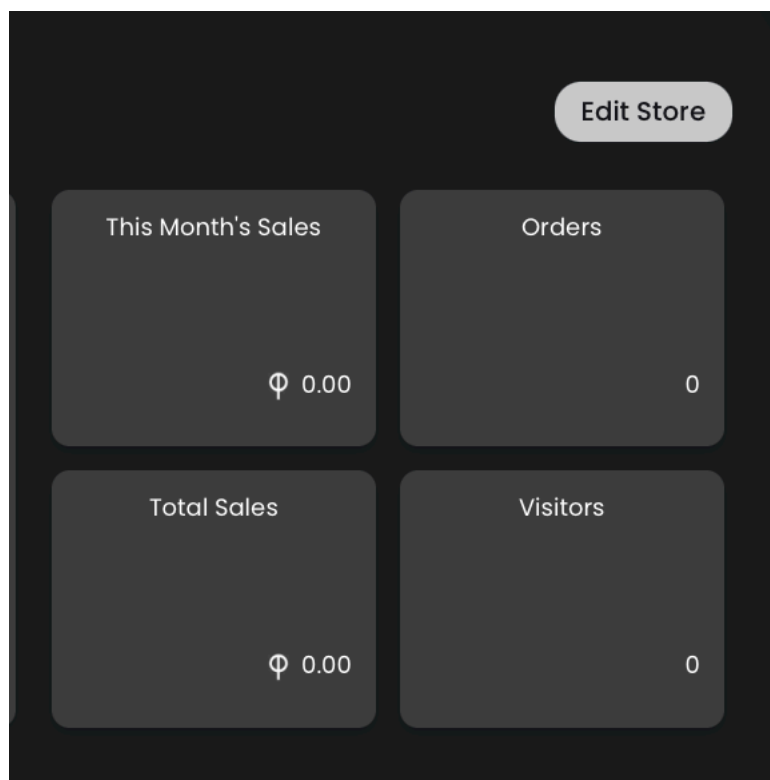 Edit Store
This Month's Sales
Orders
ⲫ 0.00
0
Total Sales
Visitors
ⲫ 0.00
0